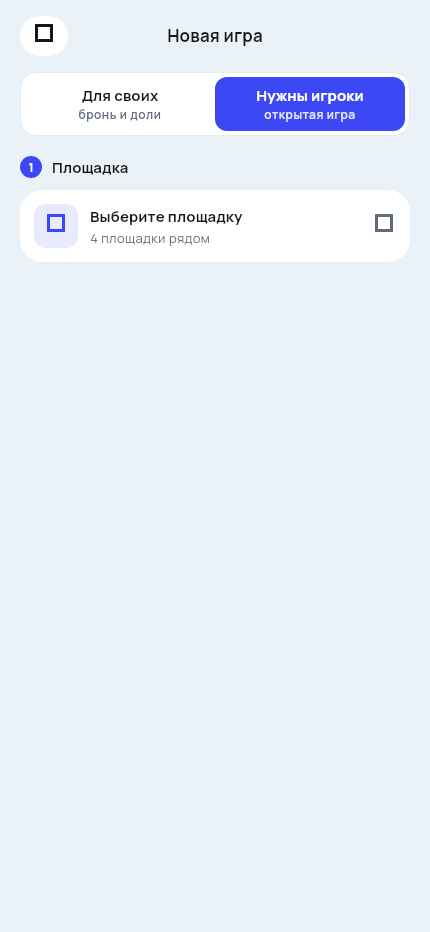 Новая игра
Для своих
бронь и доли
Нужны игроки
открытая игра
1 Площадка
Выберите площадку
4 площадки рядом